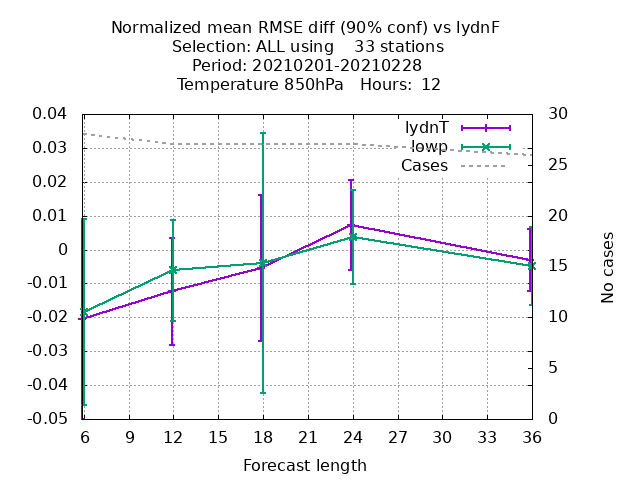 Normalized mean RMSE diff (90% conf) vs lydnF
Selection: ALL using 33 stations
Period: 20210201-20210228
Temperature 850hPa Hours: 12
0.04
0.03
0.02
0.01
0
-0.01
-0.02
-0.03
-0.04
-0.05
lydnT
lowp
Cases
30
25
20
15
10
5
0
No cases
6 9 12 15 18 21 24 27 30 33 36
Forecast length